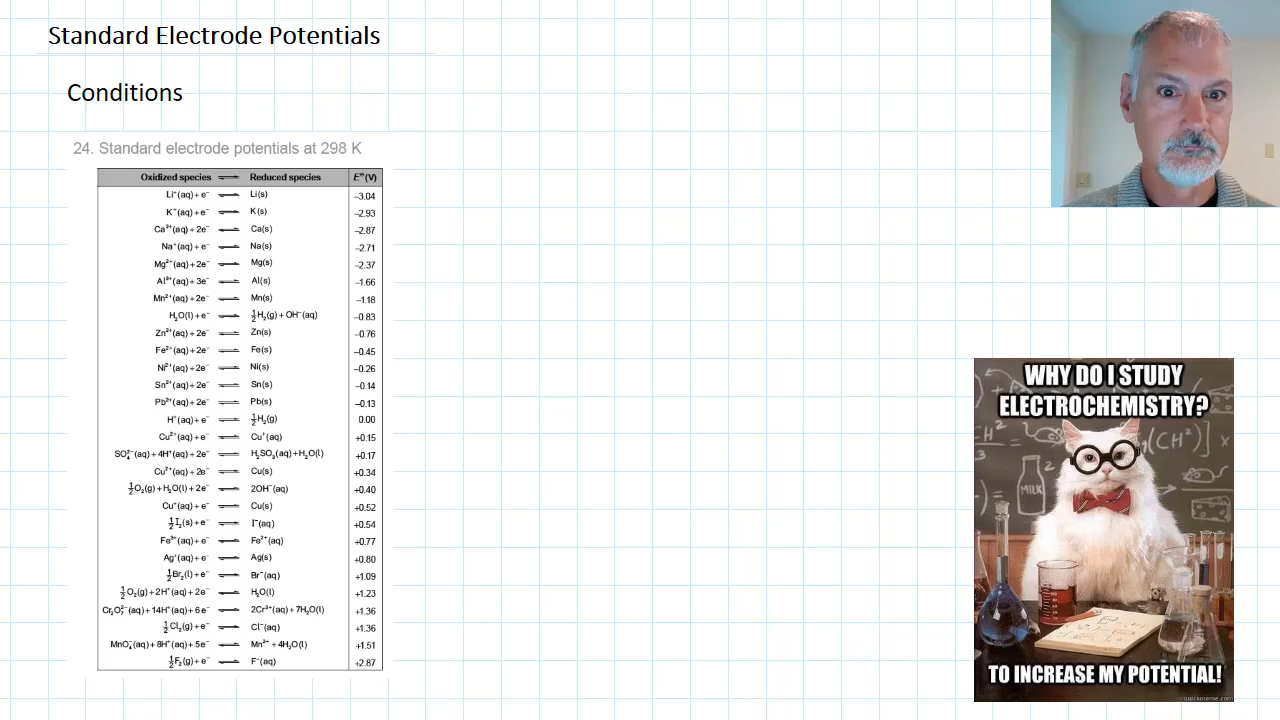 Standard Electrode Potentials
Conditions
24. Standard electrode potentials at 298 K
Oxidized species ⇌ Reduced species E⊖(V)
Li⁺(aq) + e⁻ ⇌ Li(s) –3.04
K⁺(aq) + e⁻ ⇌ K(s) –2.93
Ca²⁺(aq) + 2e⁻ ⇌ Ca(s) –2.87
Na⁺(aq) + e⁻ ⇌ Na(s) –2.71
Mg²⁺(aq) + 2e⁻ ⇌ Mg(s) –2.37
Al³⁺(aq) + 3e⁻ ⇌ Al(s) –1.66
Mn²⁺(aq) + 2e⁻ ⇌ Mn(s) –1.18
H₂O(l) + e⁻ ⇌ ½H₂(g) + OH⁻(aq) –0.83
Zn²⁺(aq) + 2e⁻ ⇌ Zn(s) –0.76
Fe²⁺(aq) + 2e⁻ ⇌ Fe(s) –0.45
Ni²⁺(aq) + 2e⁻ ⇌ Ni(s) –0.26
Sn²⁺(aq) + 2e⁻ ⇌ Sn(s) –0.14
Pb²⁺(aq) + 2e⁻ ⇌ Pb(s) –0.13
H⁺(aq) + e⁻ ⇌ ½H₂(g) 0.00
Cu²⁺(aq) + e⁻ ⇌ Cu⁺(aq) +0.15
SO₄²⁻(aq) + 4H⁺(aq) + 2e⁻ ⇌ H₂SO₃(aq) + H₂O(l) +0.17
Cu²⁺(aq) + 2e⁻ ⇌ Cu(s) +0.34
½O₂(g) + H₂O(l) + 2e⁻ ⇌ 2OH⁻(aq) +0.40
Cu⁺(aq) + e⁻ ⇌ Cu(s) +0.52
½I₂(s) + e⁻ ⇌ I⁻(aq) +0.54
Fe³⁺(aq) + e⁻ ⇌ Fe²⁺(aq) +0.77
Ag⁺(aq) + e⁻ ⇌ Ag(s) +0.80
½Br₂(l) + e⁻ ⇌ Br⁻(aq) +1.09
½O₂(g) + 2H⁺(aq) + 2e⁻ ⇌ H₂O(l) +1.23
Cr₂O₇²⁻(aq) + 14H⁺(aq) + 6e⁻ ⇌ 2Cr³⁺(aq) + 7H₂O(l) +1.36
½Cl₂(g) + e⁻ ⇌ Cl⁻(aq) +1.36
MnO₄⁻(aq) + 8H⁺(aq) + 5e⁻ ⇌ Mn²⁺ + 4H₂O(l) +1.51
½F₂(g) + e⁻ ⇌ F⁻(aq) +2.87
WHY DO I STUDY
ELECTROCHEMISTRY?
MILK
TO INCREASE MY POTENTIAL!
quickmeme.com